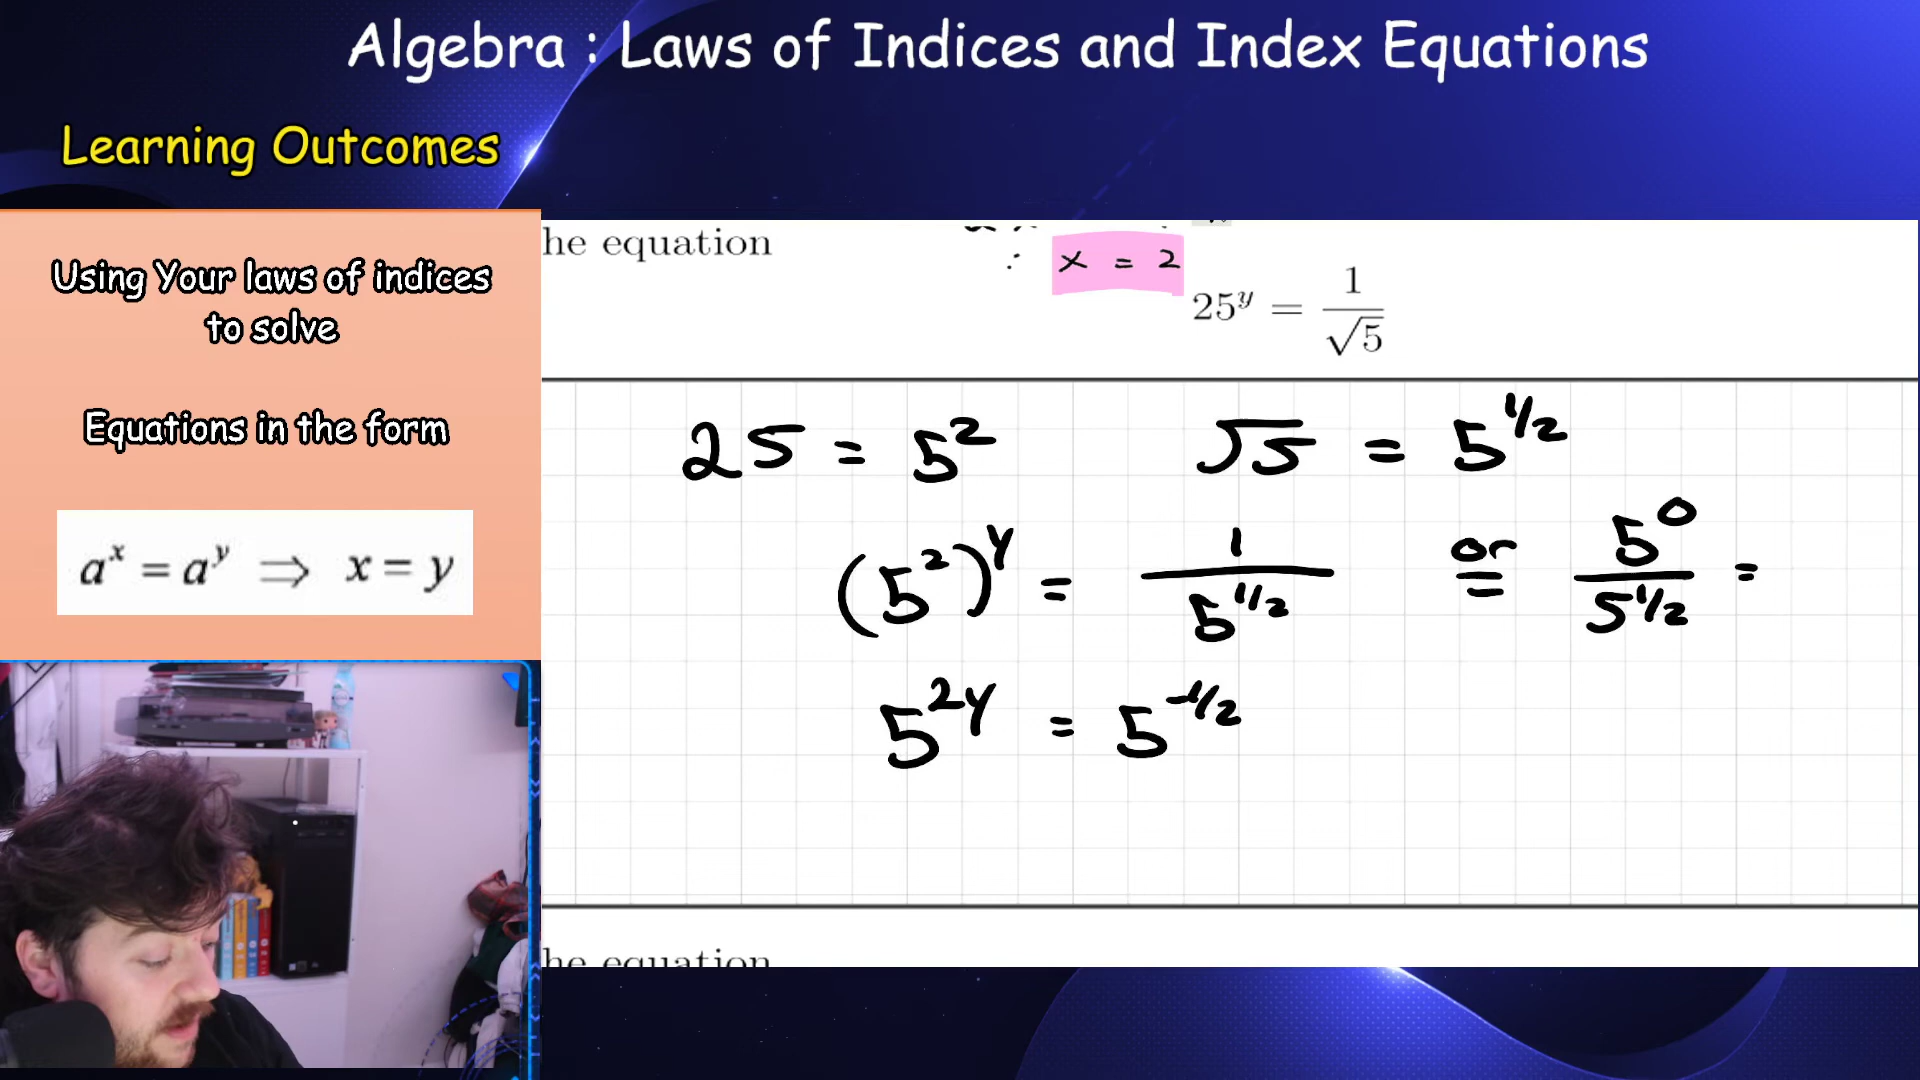 Algebra : Laws of Indices and Index Equations
Learning Outcomes
Using Your laws of indices
to solve
Equations in the form
a^x = a^y ⟹ x = y
he equation
∴ x = 2
25^y = 1/√5
25 = 5^2    √5 = 5^1/2
(5^2)^y = 1/5^1/2  or  5^0/5^1/2 =
5^2y = 5^-1/2
he equation